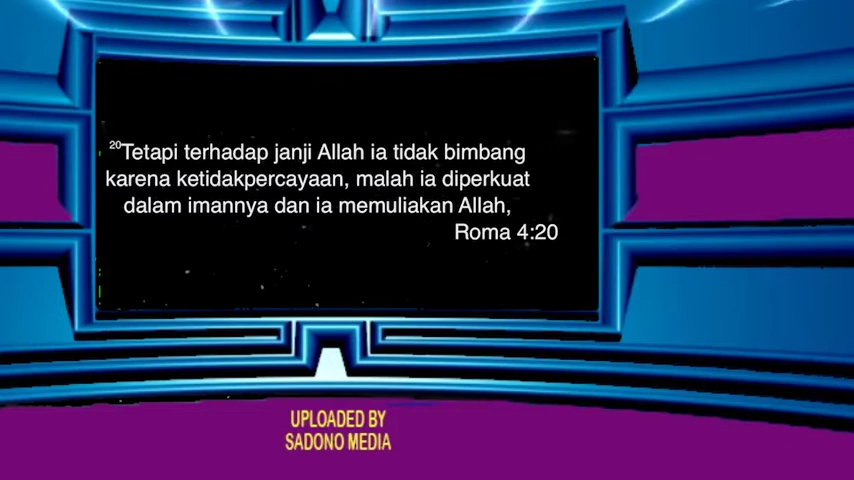 20Tetapi terhadap janji Allah ia tidak bimbang
karena ketidakpercayaan, malah ia diperkuat
dalam imannya dan ia memuliakan Allah,
Roma 4:20
UPLOADED BY
SADONO MEDIA